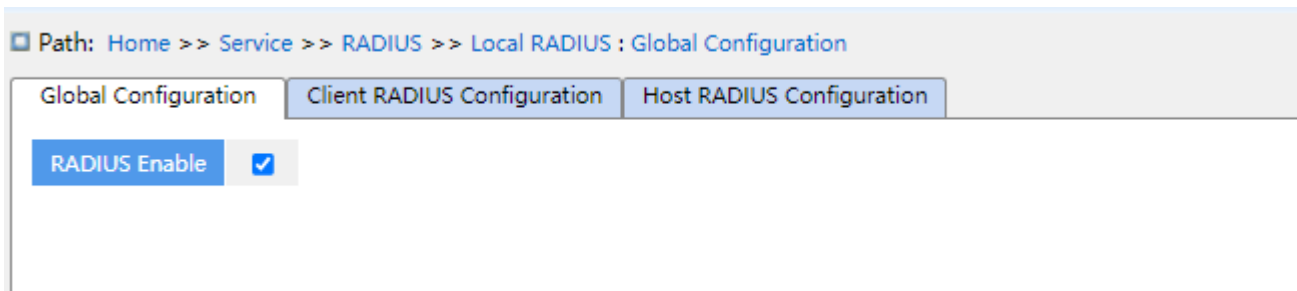 Path: Home >> Service >> RADIUS >> Local RADIUS : Global Configuration
Global Configuration Client RADIUS Configuration Host RADIUS Configuration
RADIUS Enable